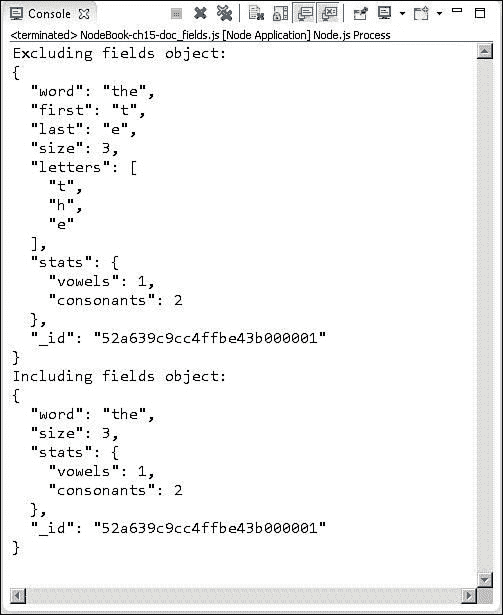 Console
<terminated> NodeBook-ch15-doc_fields.js [Node Application] Node.js Process
Excluding fields object:
{
  "word": "the",
  "first": "t",
  "last": "e",
  "size": 3,
  "letters": [
    "t",
    "h",
    "e"
  ],
  "stats": {
    "vowels": 1,
    "consonants": 2
  },
  "_id": "52a639c9cc4ffbe43b000001"
}
Including fields object:
{
  "word": "the",
  "size": 3,
  "stats": {
    "vowels": 1,
    "consonants": 2
  },
  "_id": "52a639c9cc4ffbe43b000001"
}